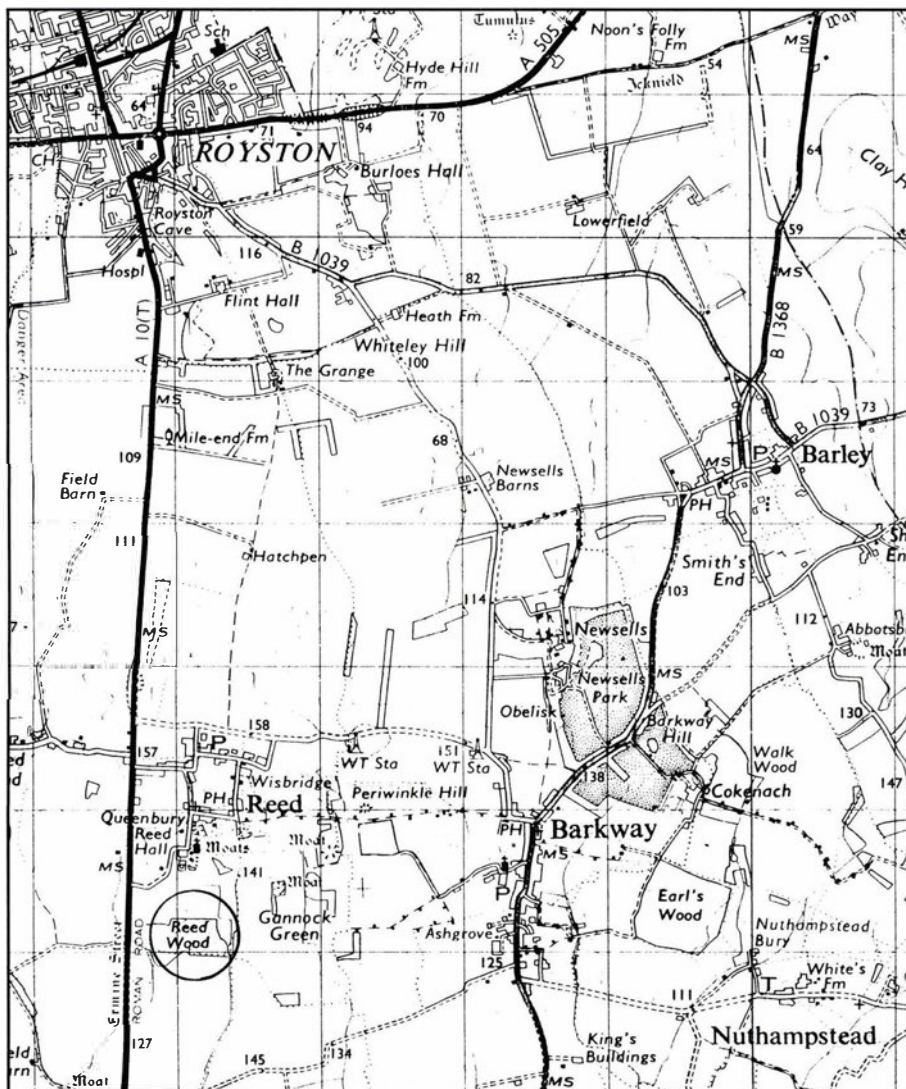 Sch
Tumulus
Noon's Folly
Fm
MS
Way
Hyde Hill
Fm
A 505
54
Icknield
64
71
94
70
ROYSTON
CH
Burloes Hall
64
Clay
Royston
Cave
Lowerfield
59
Hospl
116
B 1039
82
MS
Flint Hall
Heath Fm
Danger Area
A 10(T)
Whiteley Hill
100
B 1368
The Grange
MS
109
Mile-end Fm
68
B 1039
73
MS
P
Barley
Field
Barn
Newsells
Barns
PH
111
Hatchpen
Smith's
End
Sh
En
103
114
112
MS
Newsells
Abbotsb
Moat
Newsells
Park
MS
Obelisk
130
158
Barkway
Hill
Walk
Wood
157
P
WT Sta
151
WT Sta
138
147
Wisbridge
Cokenach
PH
Reed
Periwinkle Hill
Queenbury
Reed
Hall
Moats
Moat
PH
Barkway
MS
MS
141
Moat
P
Earl's
Wood
Reed
Wood
Gannock
Green
Ashgrove
Nuthampstead
Bury
125
T
White's
Fm
Ermine Street
ROMAN ROAD
111
127
Nuthampstead
145
134
King's
Buildings
Moat
MS